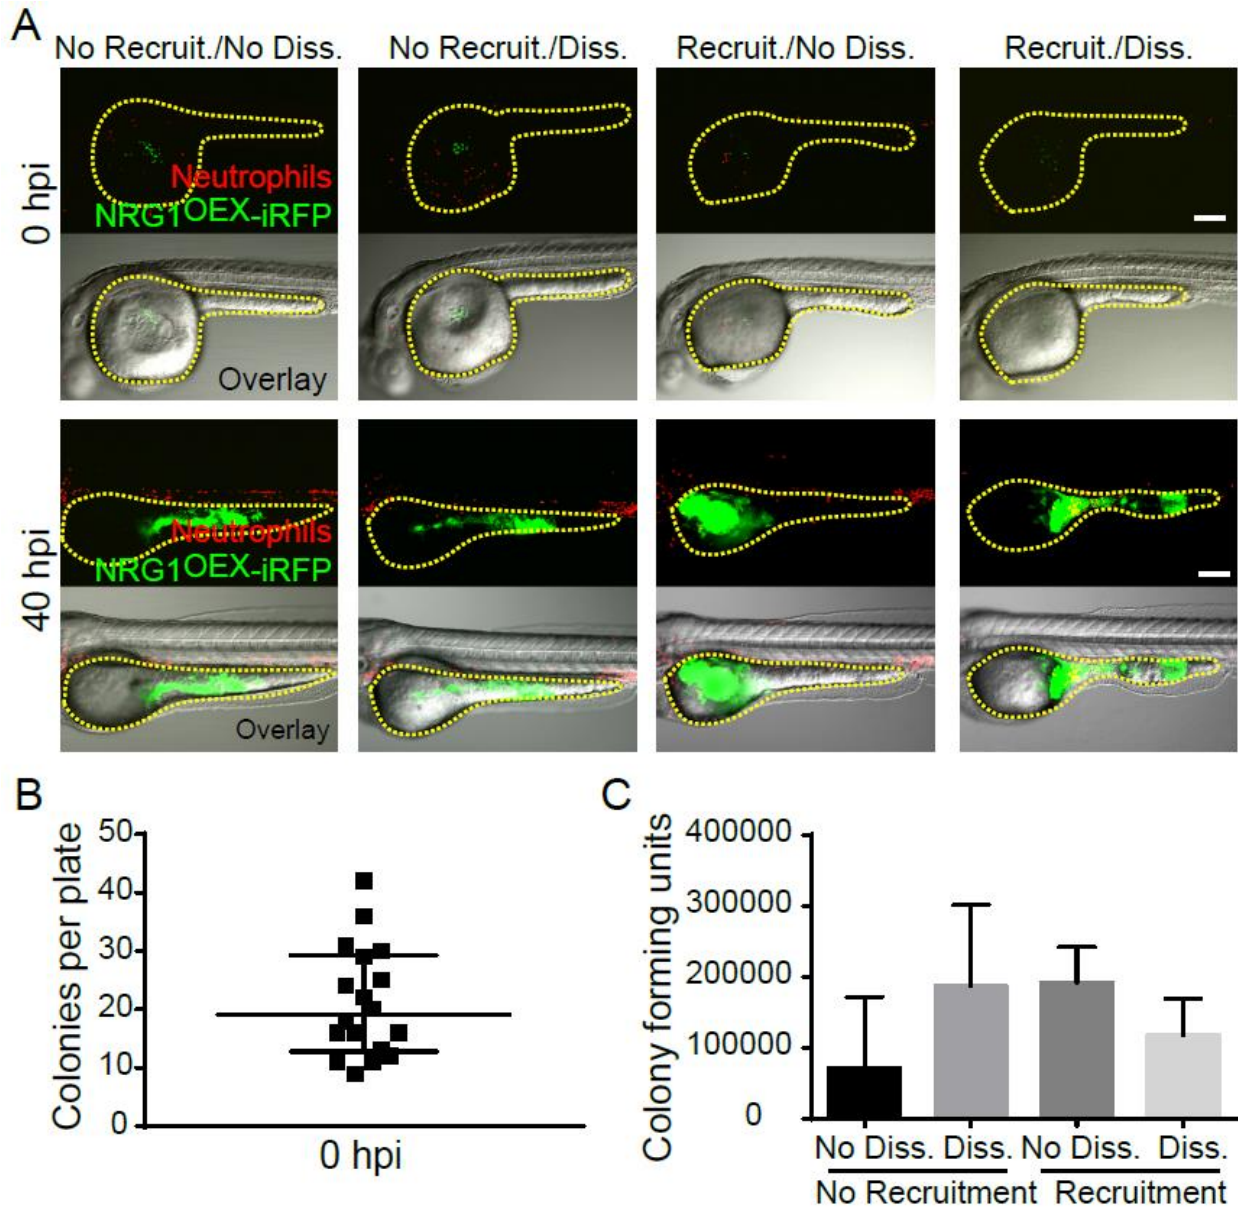 A
No Recruit./No Diss. No Recruit./Diss. Recruit./No Diss. Recruit./Diss.
0 hpi
Neutrophils
NRG1OEX-iRFP
Overlay
40 hpi
Neutrophils
NRG1OEX-iRFP
Overlay
B
Colonies per plate
50
40
30
20
10
0
0 hpi
C
Colony forming units
400000
300000
200000
100000
0
No Diss. Diss. No Diss. Diss.
No Recruitment Recruitment